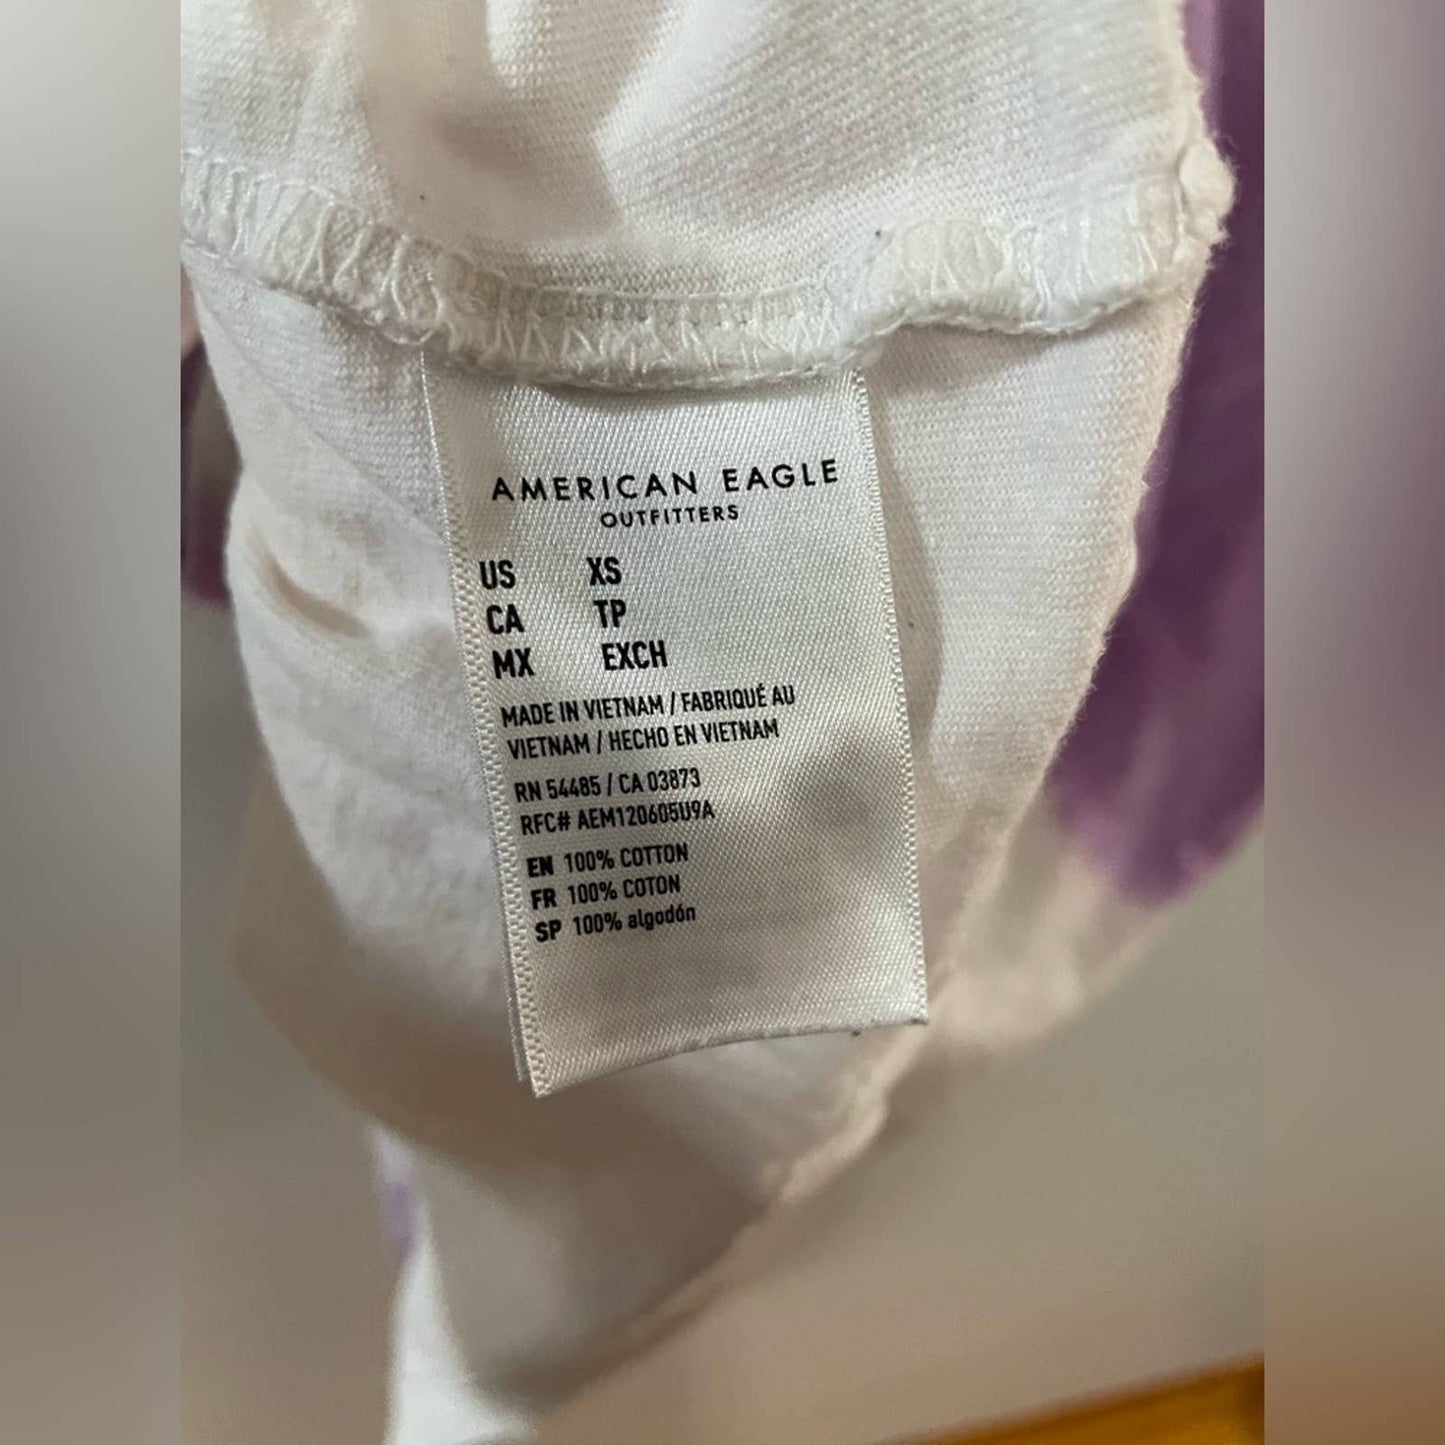 AMERICAN EAGLE
OUTFITTERS
US XS
CA TP
MX EXCH
MADE IN VIETNAM / FABRIQUÉ AU
VIETNAM / HECHO EN VIETNAM
RN 54485 / CA 03873
RFC# AEM120605U9A
EN 100% COTTON
FR 100% COTON
SP 100% algodón